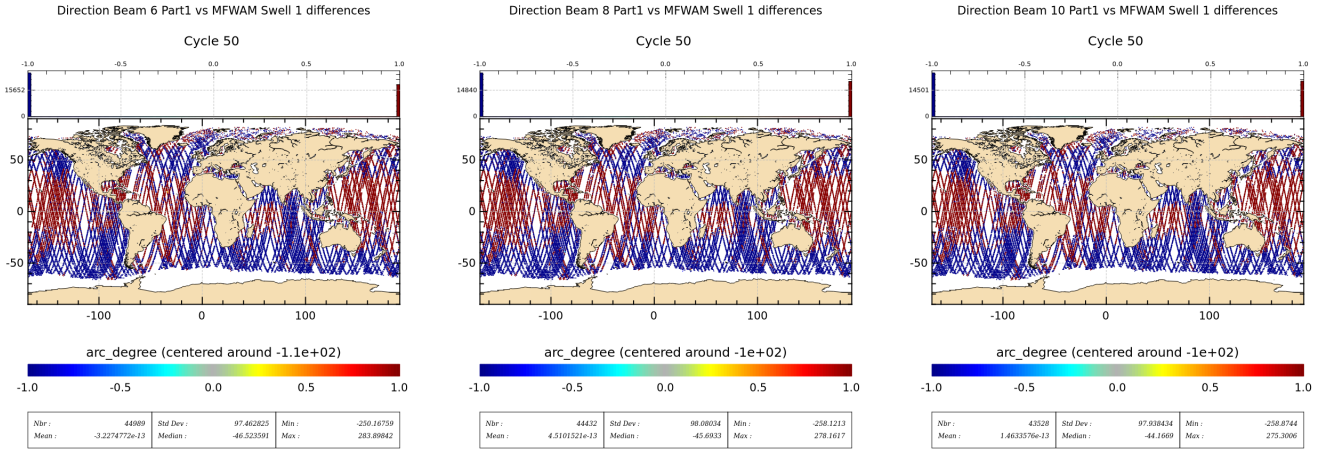 Direction Beam 6 Part1 vs MFWAM Swell 1 differences
Cycle 50
-1.0 -0.5 0.0 0.5 1.0
15652
0
50
0
-50
-100 0 100
arc_degree (centered around -1.1e+02)
-1.0 -0.5 0.0 0.5 1.0
Nbr : 44989 Std Dev : 97.462825 Min : -250.16759
Mean : -3.2274772e-13 Median : -46.523591 Max : 283.89842
Direction Beam 8 Part1 vs MFWAM Swell 1 differences
Cycle 50
-1.0 -0.5 0.0 0.5 1.0
14840
0
50
0
-50
-100 0 100
arc_degree (centered around -1e+02)
-1.0 -0.5 0.0 0.5 1.0
Nbr : 44432 Std Dev : 98.08034 Min : -258.1213
Mean : 4.5101521e-13 Median : -45.6933 Max : 278.1617
Direction Beam 10 Part1 vs MFWAM Swell 1 differences
Cycle 50
-1.0 -0.5 0.0 0.5 1.0
14501
0
50
0
-50
-100 0 100
arc_degree (centered around -1e+02)
-1.0 -0.5 0.0 0.5 1.0
Nbr : 43528 Std Dev : 97.938434 Min : -258.8744
Mean : 1.4633576e-13 Median : -44.1669 Max : 275.3006